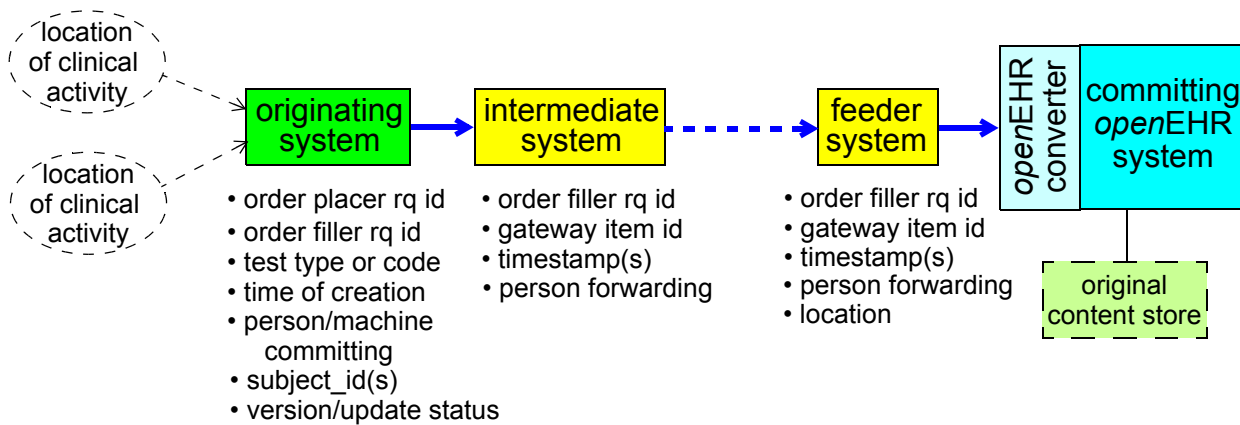 location
of clinical
activity
location
of clinical
activity
originating
system
• order placer rq id
• order filler rq id
• test type or code
• time of creation
• person/machine
committing
• subject_id(s)
• version/update status
intermediate
system
• order filler rq id
• gateway item id
• timestamp(s)
• person forwarding
feeder
system
• order filler rq id
• gateway item id
• timestamp(s)
• person forwarding
• location
openEHR
converter
committing
openEHR
system
original
content store